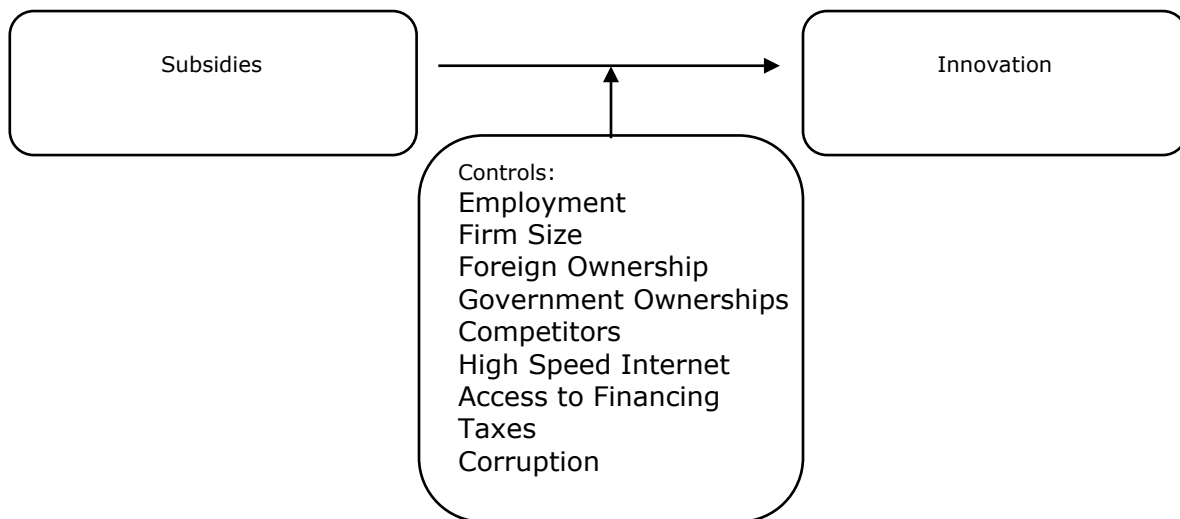 Subsidies
Innovation
Controls:
Employment
Firm Size
Foreign Ownership
Government Ownerships
Competitors
High Speed Internet
Access to Financing
Taxes
Corruption